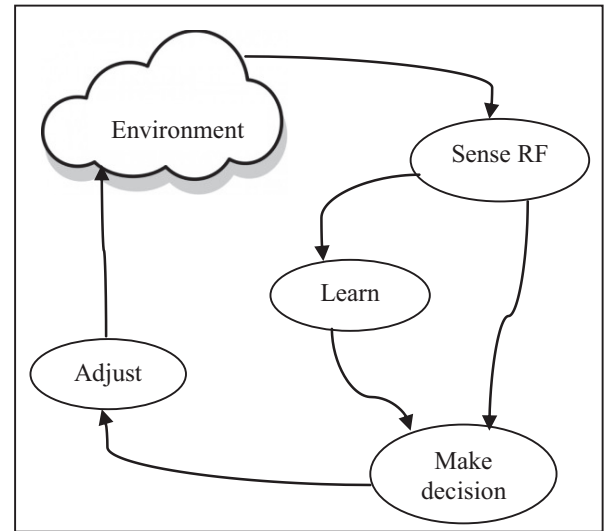 Environment
Sense RF
Learn
Adjust
Make
decision